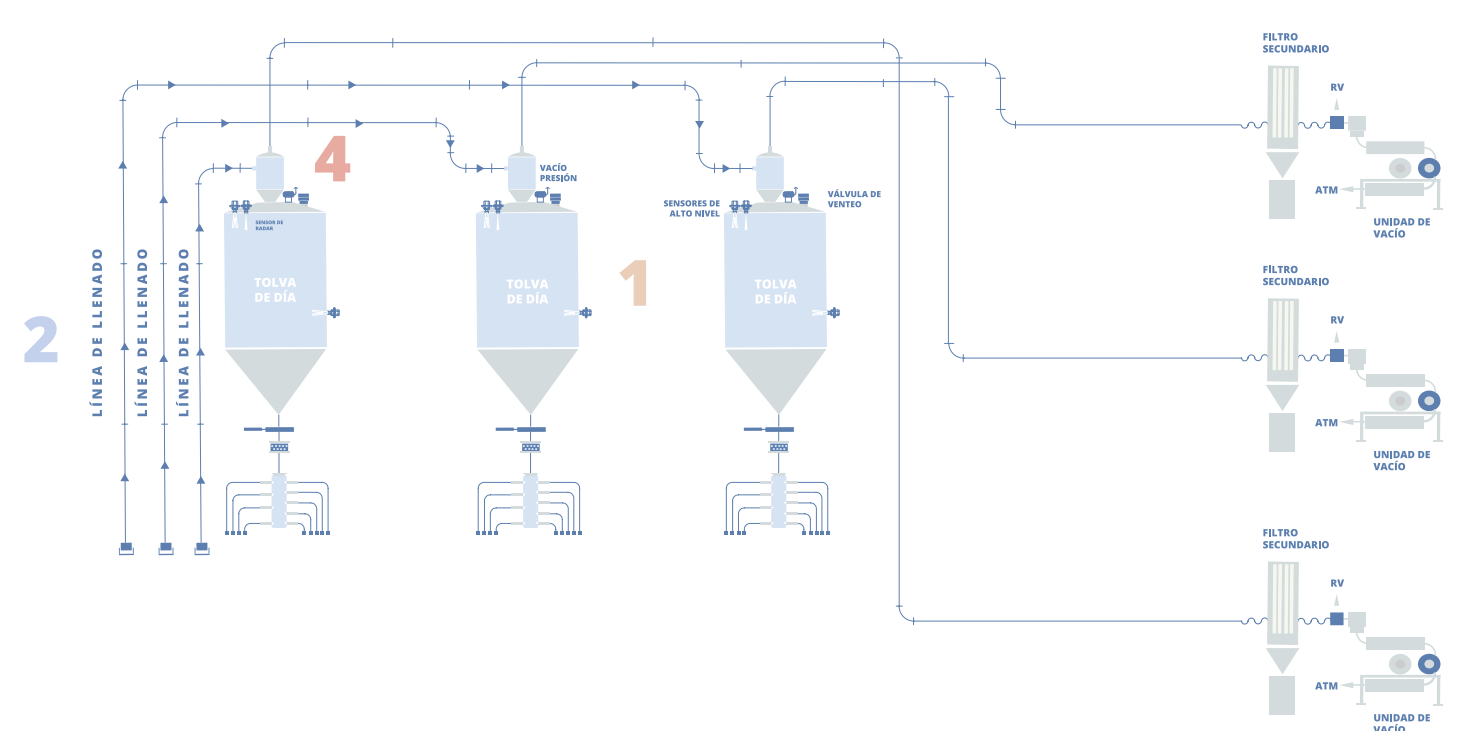 FILTRO
SECUNDARIO
RV
ATM
UNIDAD DE
VACÍO
4
VACÍO
PRESIÓN
SENSORES DE
ALTO NIVEL
VÁLVULA DE
VENTEO
SENSOR DE
RADAR
TOLVA
DE DÍA
TOLVA
DE DÍA
TOLVA
DE DÍA
1
2
LÍNEA DE LLENADO
LÍNEA DE LLENADO
LÍNEA DE LLENADO
FILTRO
SECUNDARIO
RV
ATM
UNIDAD DE
VACÍO
FILTRO
SECUNDARIO
RV
ATM
UNIDAD DE
VACÍO